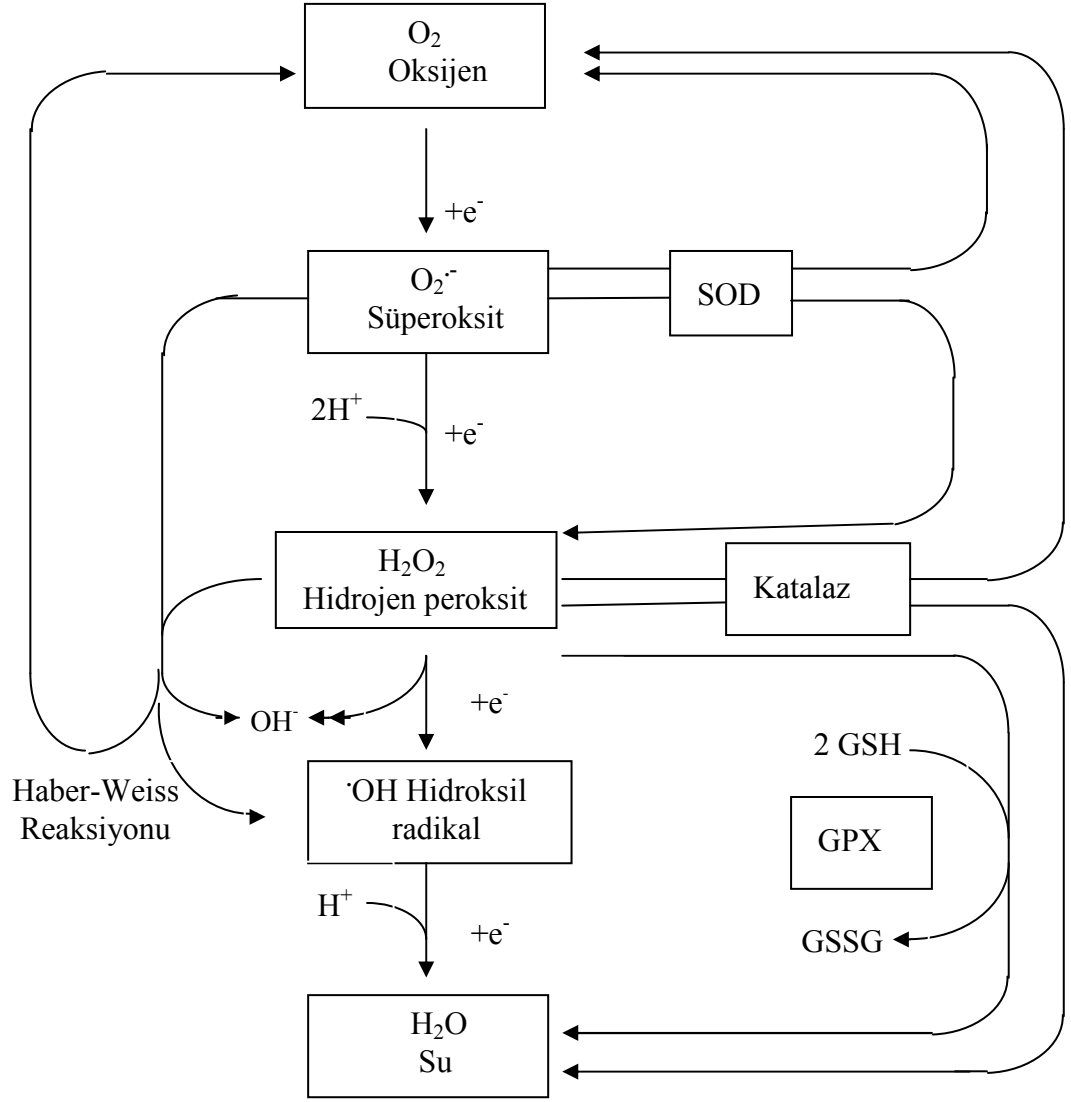 O₂
Oksijen
+e⁻
O₂·⁻
Süperoksit
SOD
2H⁺
+e⁻
H₂O₂
Hidrojen peroksit
Katalaz
+e⁻
OH⁻
2 GSH
·OH Hidroksil
radikal
Haber-Weiss
Reaksiyonu
GPX
H⁺
+e⁻
GSSG
H₂O
Su